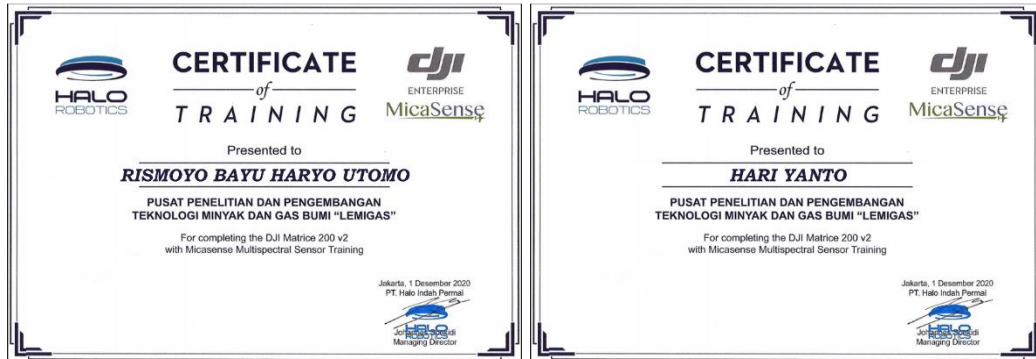 HALO
ROBOTICS
CERTIFICATE
of
TRAINING
dji
ENTERPRISE
MicaSense
Presented to
RISMOYO BAYU HARYO UTOMO
PUSAT PENELITIAN DAN PENGEMBANGAN
TEKNOLOGI MINYAK DAN GAS BUMI “LEMIGAS”
For completing the DJI Matrice 200 v2
with Micasense Multispectral Sensor Training
Jakarta, 1 Desember 2020
PT. Halo Indah Permai
HALO
ROBOTICS
Managing Director
HALO
ROBOTICS
CERTIFICATE
of
TRAINING
dji
ENTERPRISE
MicaSense
Presented to
HARI YANTO
PUSAT PENELITIAN DAN PENGEMBANGAN
TEKNOLOGI MINYAK DAN GAS BUMI “LEMIGAS”
For completing the DJI Matrice 200 v2
with Micasense Multispectral Sensor Training
Jakarta, 1 Desember 2020
PT. Halo Indah Permai
HALO
ROBOTICS
Managing Director